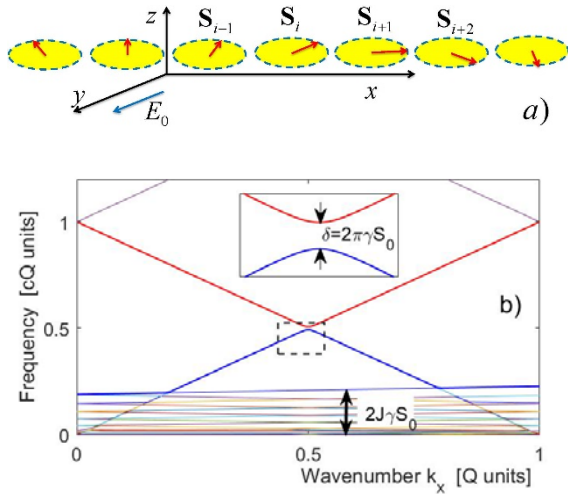 z S_{i-1} S_i S_{i+1} S_{i+2}
y E_0 x a)
Frequency [cQ units]
1
0.5
0
δ=2πγS_0
b)
2JγS_0
0 0.5 1
Wavenumber k_x [Q units]